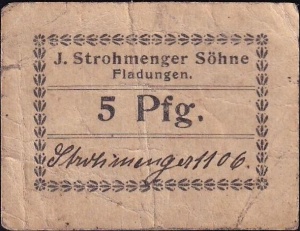 J. Strohmenger Söhne
Fladungen.
5 Pfg.
Strohmenger 1106.